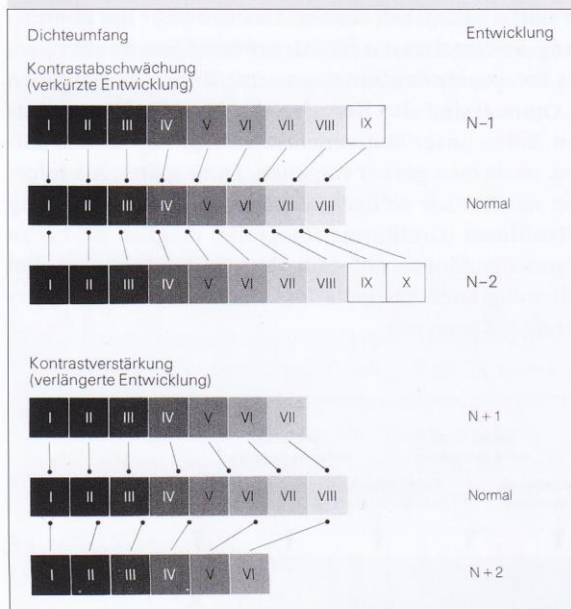 Dichteumfang Entwicklung
Kontrastabschwächung
(verkürzte Entwicklung)
I II III IV V VI VII VIII IX N–1
I II III IV V VI VII VIII Normal
I II III IV V VI VII VIII IX X N–2
Kontrastverstärkung
(verlängerte Entwicklung)
I II III IV V VI VII N+1
I II III IV V VI VII VIII Normal
I II III IV V VI N+2